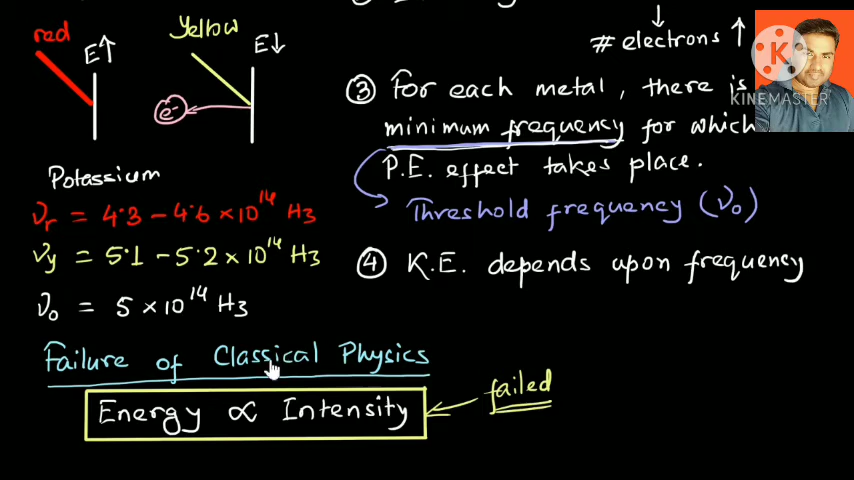 red
yellow
E↑
E↓
e-
# electrons ↑
③ For each metal, there is
minimum frequency for which
P.E. effect takes place.
Threshold frequency (ν₀)
④ K.E. depends upon frequency
Potassium
νr = 4.3 – 4.6 × 10¹⁴ Hz
νy = 5.1 – 5.2 × 10¹⁴ Hz
ν₀ = 5 × 10¹⁴ Hz
Failure of Classical Physics
Energy ∝ Intensity
failed
K
KINEMASTER